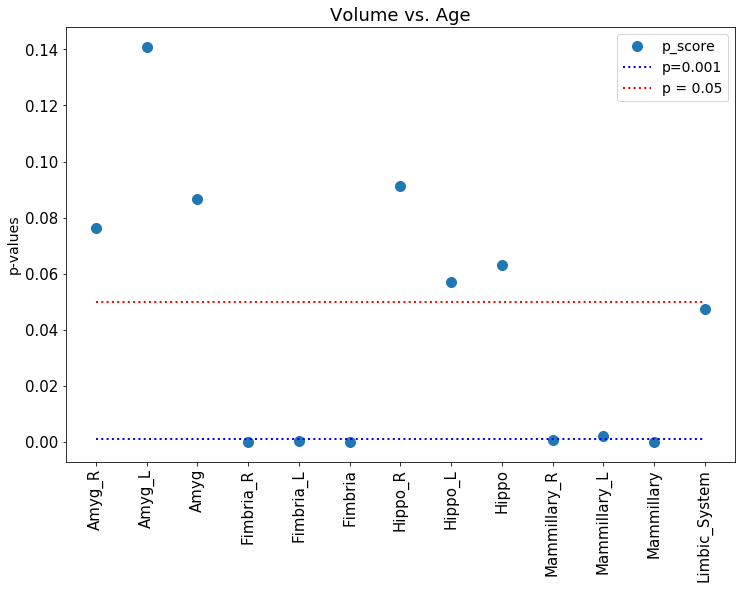 Volume vs. Age
p_score
p=0.001
p = 0.05
p-values
0.14
0.12
0.10
0.08
0.06
0.04
0.02
0.00
Amyg_R
Amyg_L
Amyg
Fimbria_R
Fimbria_L
Fimbria
Hippo_R
Hippo_L
Hippo
Mammillary_R
Mammillary_L
Mammillary
Limbic_System